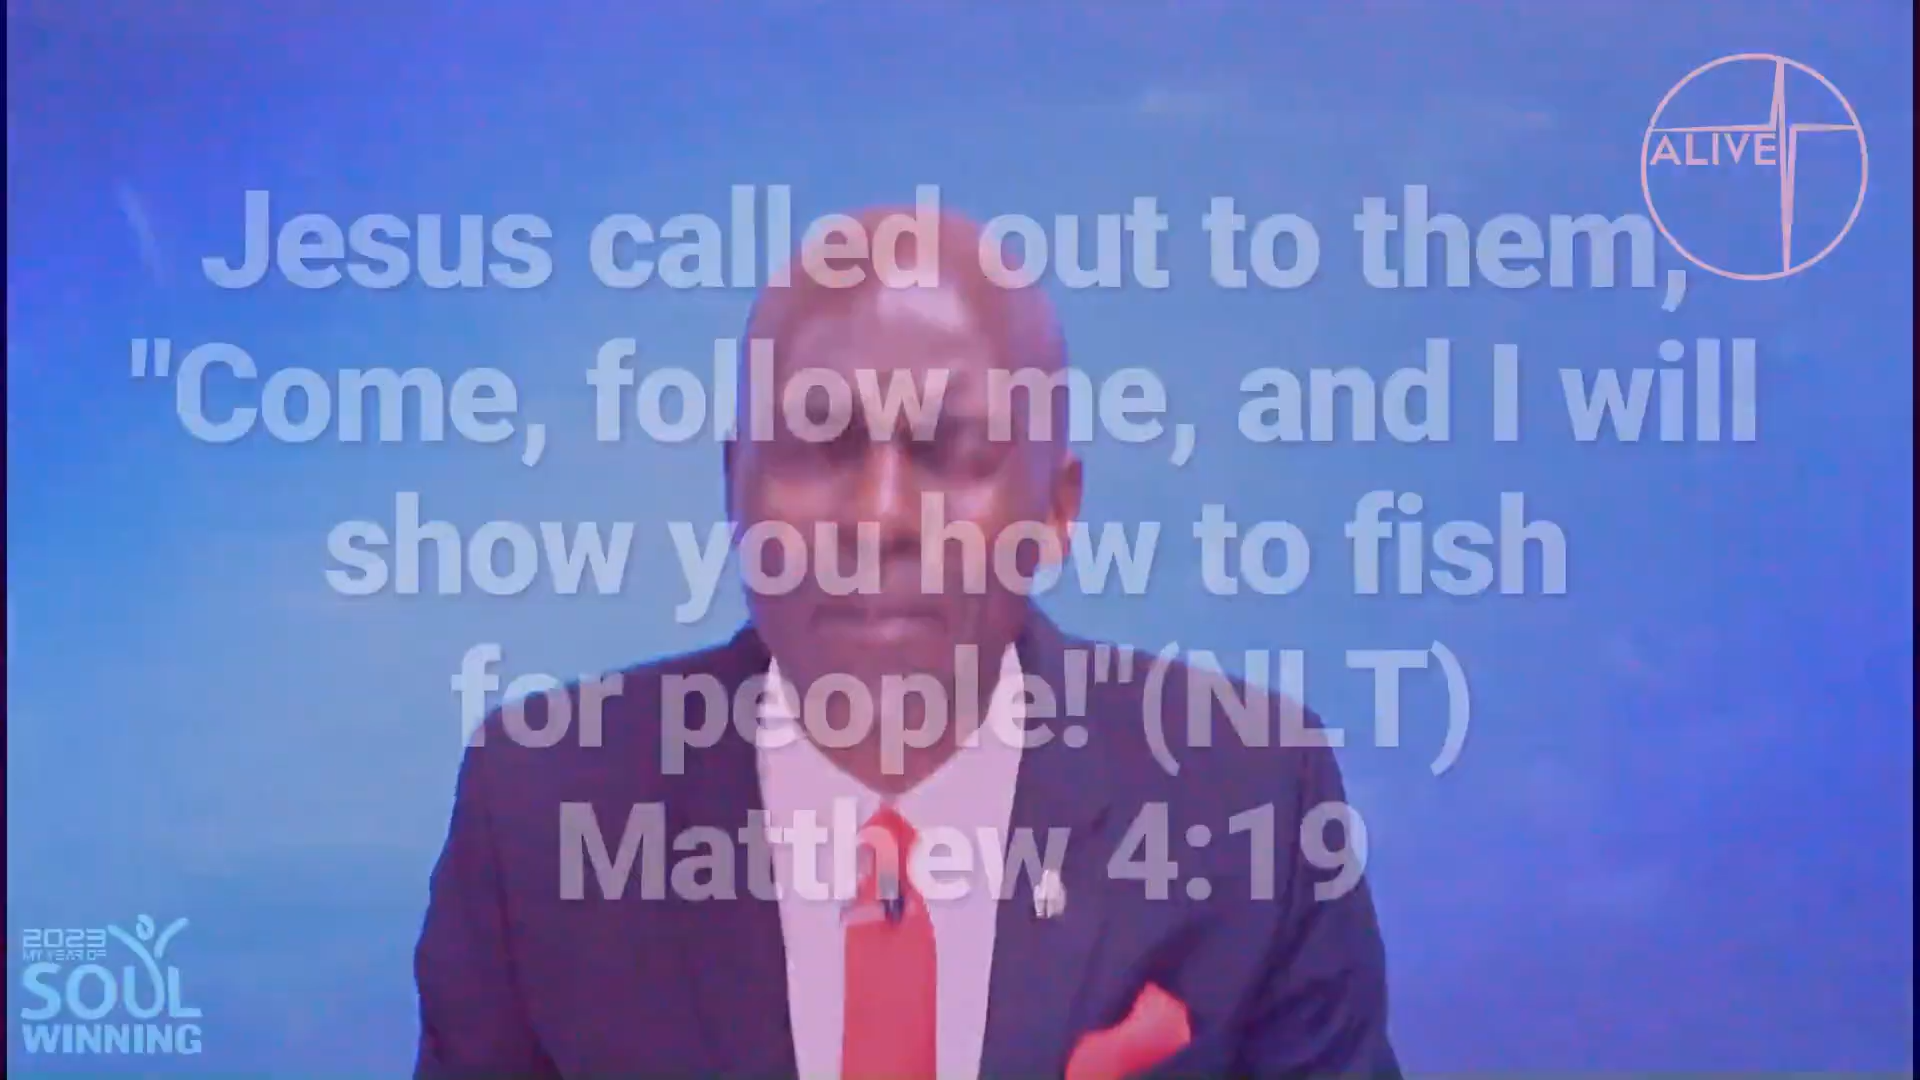 ALIVE
Jesus called out to them,
"Come, follow me, and I will
show you how to fish
for people!"(NLT)
Matthew 4:19
2023
MY YEAR OF
SOUL
WINNING